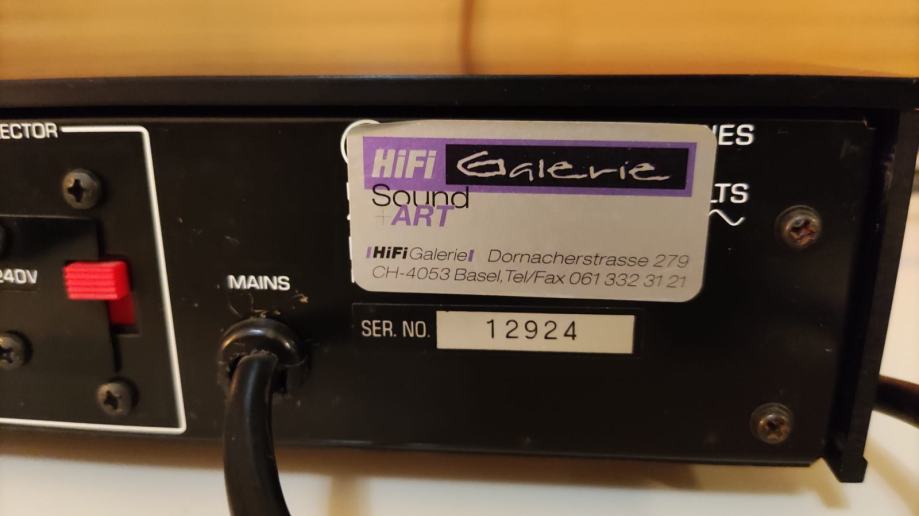 ECTOR
IES
HiFi Galerie
LTS
Sound
+ART
240V
MAINS
HiFiGalerie Dornacherstrasse 279
CH-4053 Basel, Tel/Fax 061 332 31 21
SER. NO. 12924